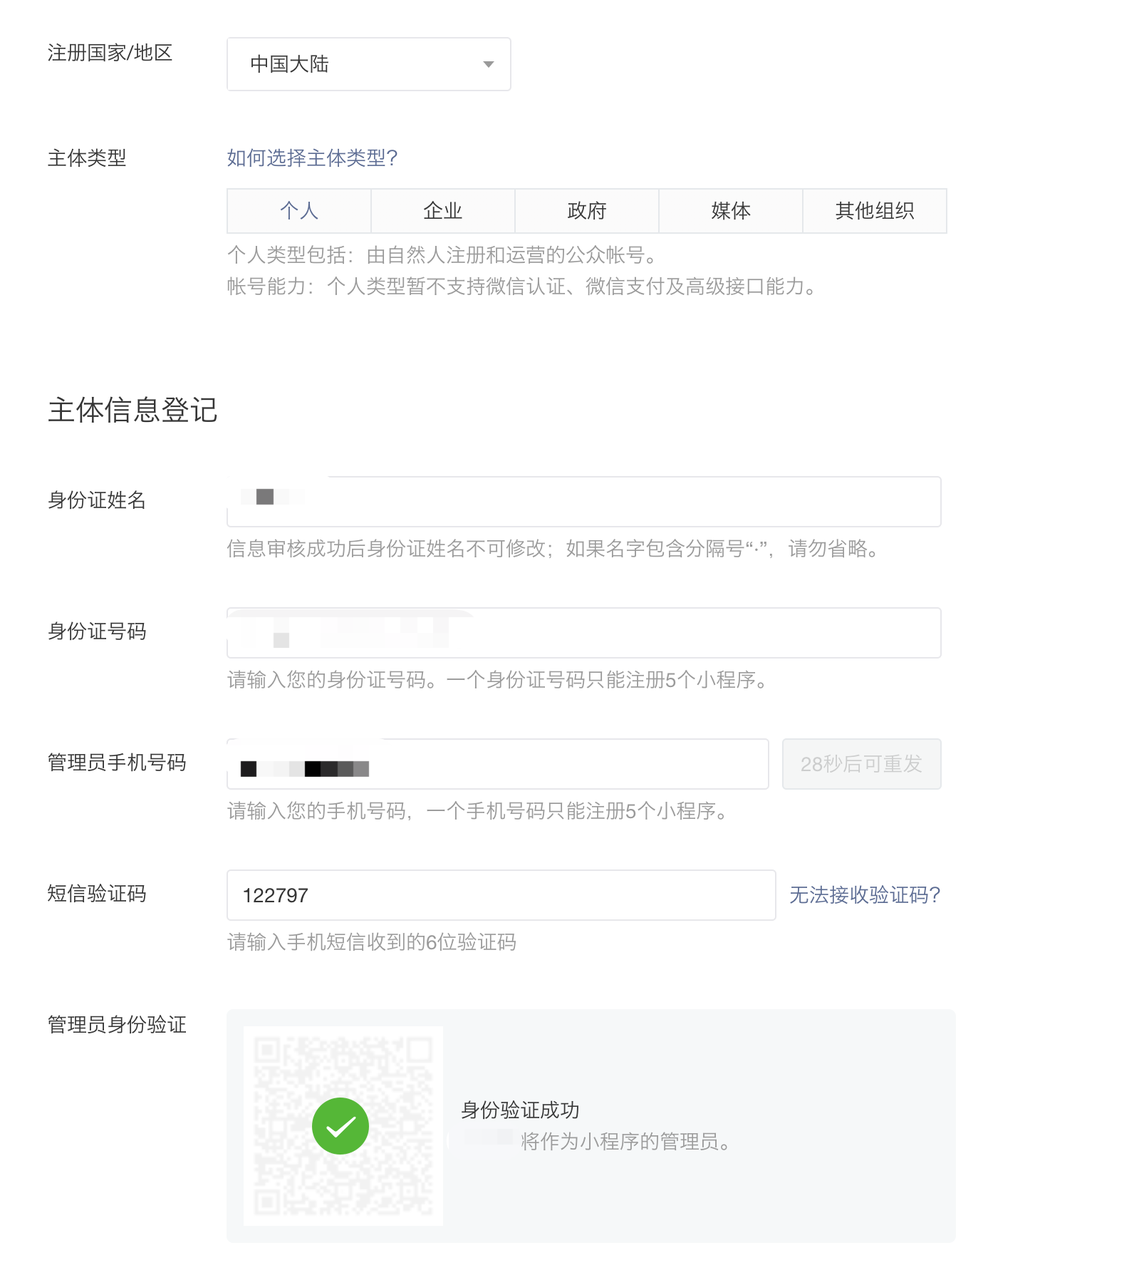 注册国家/地区
中国大陆
主体类型
如何选择主体类型?
个人 企业 政府 媒体 其他组织
个人类型包括：由自然人注册和运营的公众帐号。
帐号能力：个人类型暂不支持微信认证、微信支付及高级接口能力。
主体信息登记
身份证姓名
信息审核成功后身份证姓名不可修改；如果名字包含分隔号“·”，请勿省略。
身份证号码
请输入您的身份证号码。一个身份证号码只能注册5个小程序。
管理员手机号码
28秒后可重发
请输入您的手机号码，一个手机号码只能注册5个小程序。
短信验证码
122797
无法接收验证码?
请输入手机短信收到的6位验证码
管理员身份验证
身份验证成功
将作为小程序的管理员。